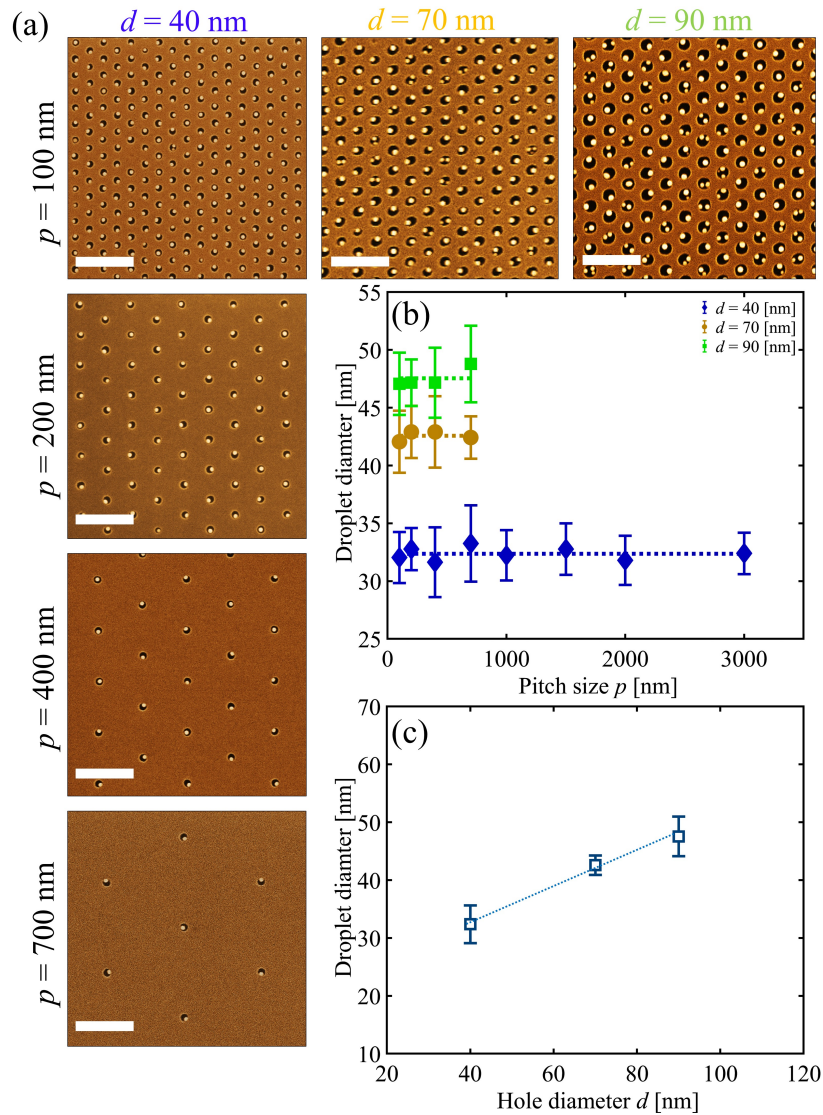 (a)
d = 40 nm
d = 70 nm
d = 90 nm
p = 100 nm
p = 200 nm
p = 400 nm
p = 700 nm
(b)
d = 40 [nm]
d = 70 [nm]
d = 90 [nm]
Droplet diamter [nm]
55
50
45
40
35
30
25
0
1000
2000
3000
Pitch size p [nm]
(c)
Droplet diamter [nm]
70
60
50
40
30
20
10
20
40
60
80
100
120
Hole diameter d [nm]